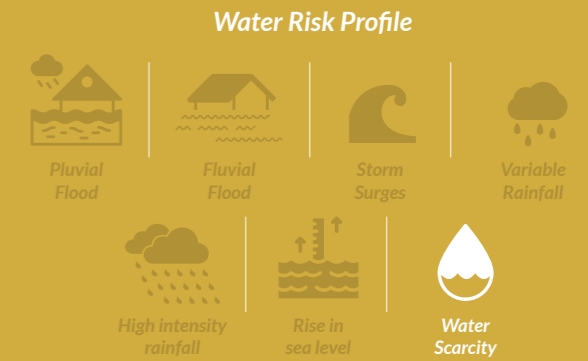 Water Risk Profile
Pluvial
Flood
Fluvial
Flood
Storm
Surges
Variable
Rainfall
High intensity
rainfall
Rise in
sea level
Water
Scarcity